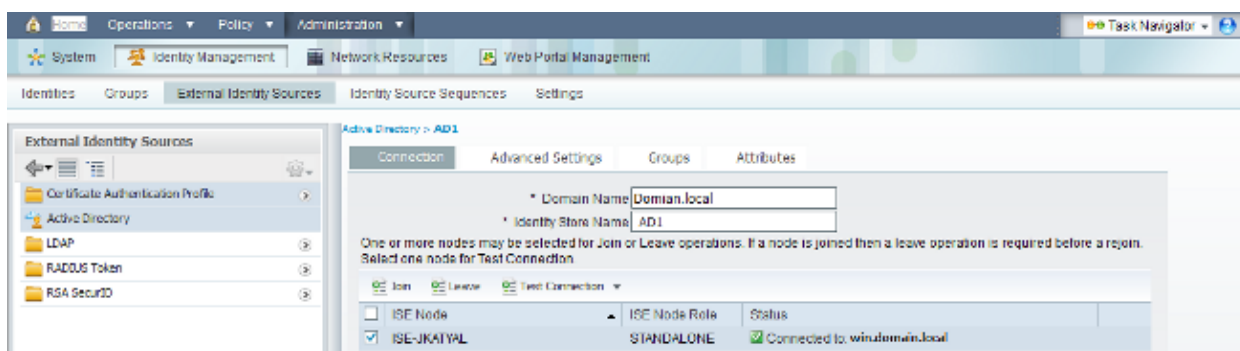 Home Operations ▼ Policy ▼ Administration ▼ Task Navigator
System Identity Management Network Resources Web Portal Management
Identities Groups External Identity Sources Identity Source Sequences Settings
External Identity Sources
Certificate Authentication Profile
Active Directory
LDAP
RADIUS Token
RSA SecurID
Active Directory > AD1
Connection Advanced Settings Groups Attributes
* Domain Name Domian.local
* Identity Store Name AD1
One or more nodes may be selected for Join or Leave operations. If a node is joined then a leave operation is required before a rejoin.
Select one node for Test Connection
Join Leave Test Connection
ISE Node ISE Node Role Status
ISE-JKATYAL STANDALONE Connected to: win.domain.local